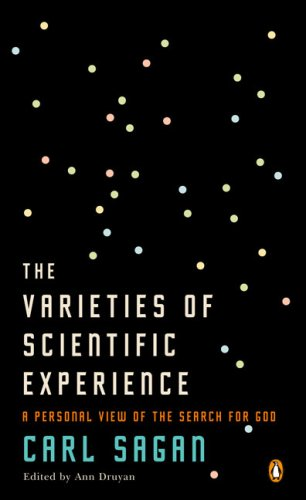 THE
VARIETIES OF
SCIENTIFIC
EXPERIENCE
A PERSONAL VIEW OF THE SEARCH FOR GOD
CARL SAGAN
Edited by Ann Druyan